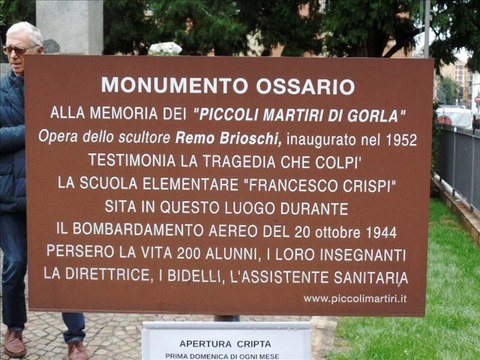 MONUMENTO OSSARIO
ALLA MEMORIA DEI "PICCOLI MARTIRI DI GORLA"
Opera dello scultore Remo Brioschi, inaugurato nel 1952
TESTIMONIA LA TRAGEDIA CHE COLPI'
LA SCUOLA ELEMENTARE "FRANCESCO CRISPI"
SITA IN QUESTO LUOGO DURANTE
IL BOMBARDAMENTO AEREO DEL 20 ottobre 1944
PERSERO LA VITA 200 ALUNNI, I LORO INSEGNANTI
LA DIRETTRICE, I BIDELLI, L'ASSISTENTE SANITARIA
www.piccolimartiri.it
APERTURA CRIPTA
PRIMA DOMENICA DI OGNI MESE